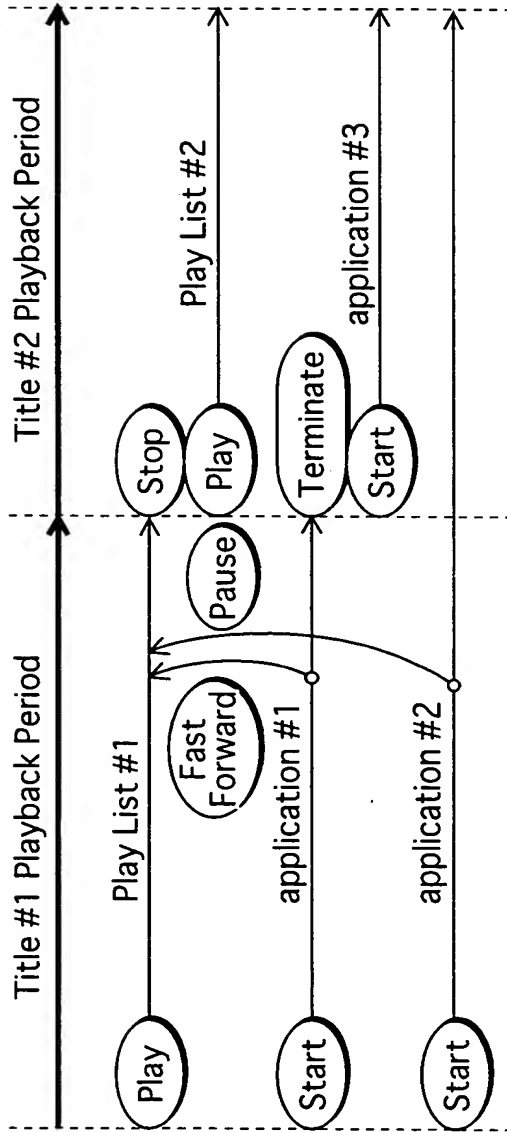 Title #1 Playback Period
Title #2 Playback Period
Play
Play List #1
Stop
Play
Play List #2
Fast
Forward
Pause
Start
application #1
Terminate
Start
application #3
Start
application #2